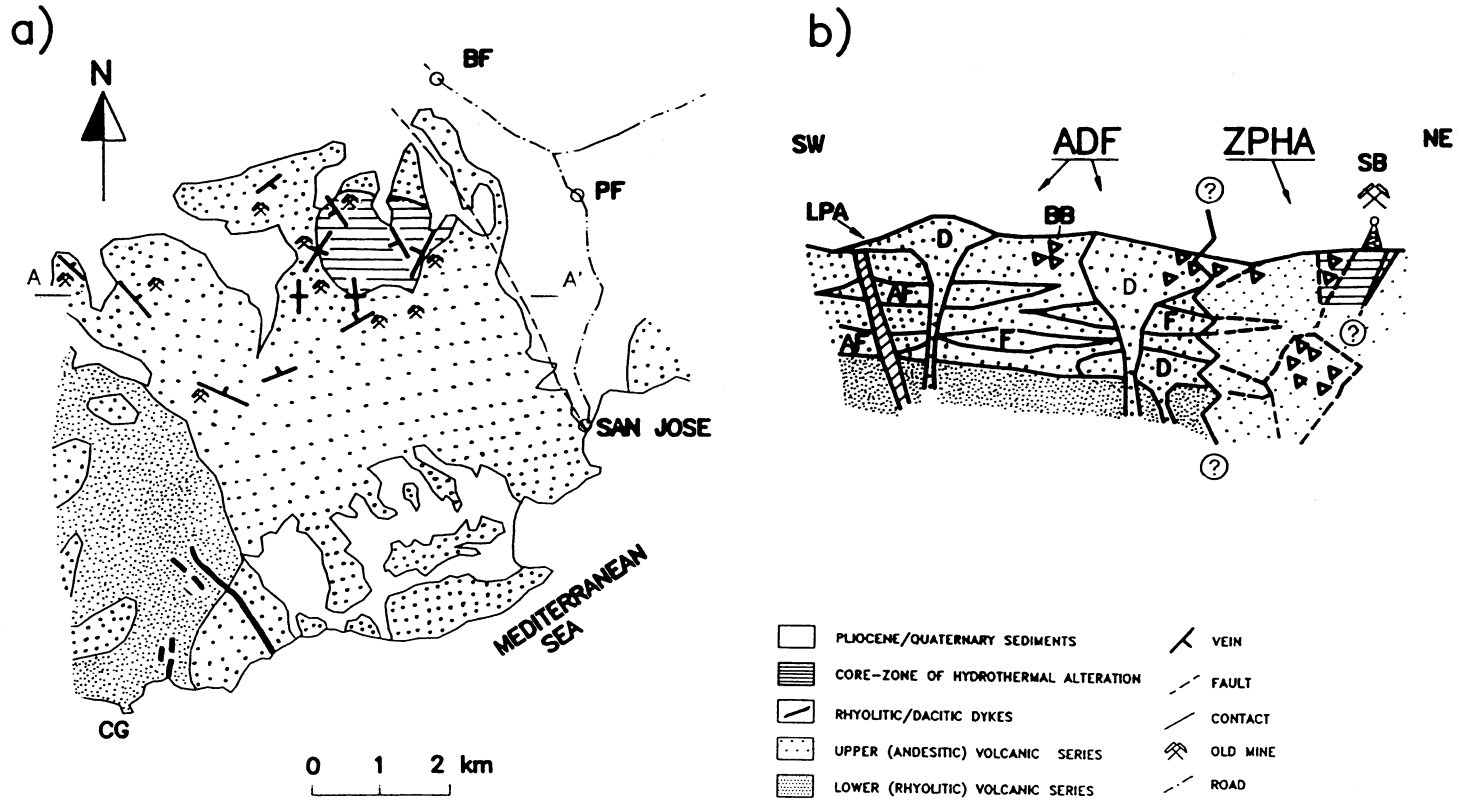 a)
N
BF
PF
A
A'
SAN JOSE
MEDITERRANEAN
SEA
CG
0 1 2 km
b)
SW
ADF
ZPHA
NE
SB
?
LPA
BB
D
D
AF
F
F
AF
D
?
?
PLIOCENE/QUATERNARY SEDIMENTS
CORE-ZONE OF HYDROTHERMAL ALTERATION
RHYOLITIC/DACITIC DYKES
UPPER (ANDESITIC) VOLCANIC SERIES
LOWER (RHYOLITIC) VOLCANIC SERIES
VEIN
FAULT
CONTACT
OLD MINE
ROAD